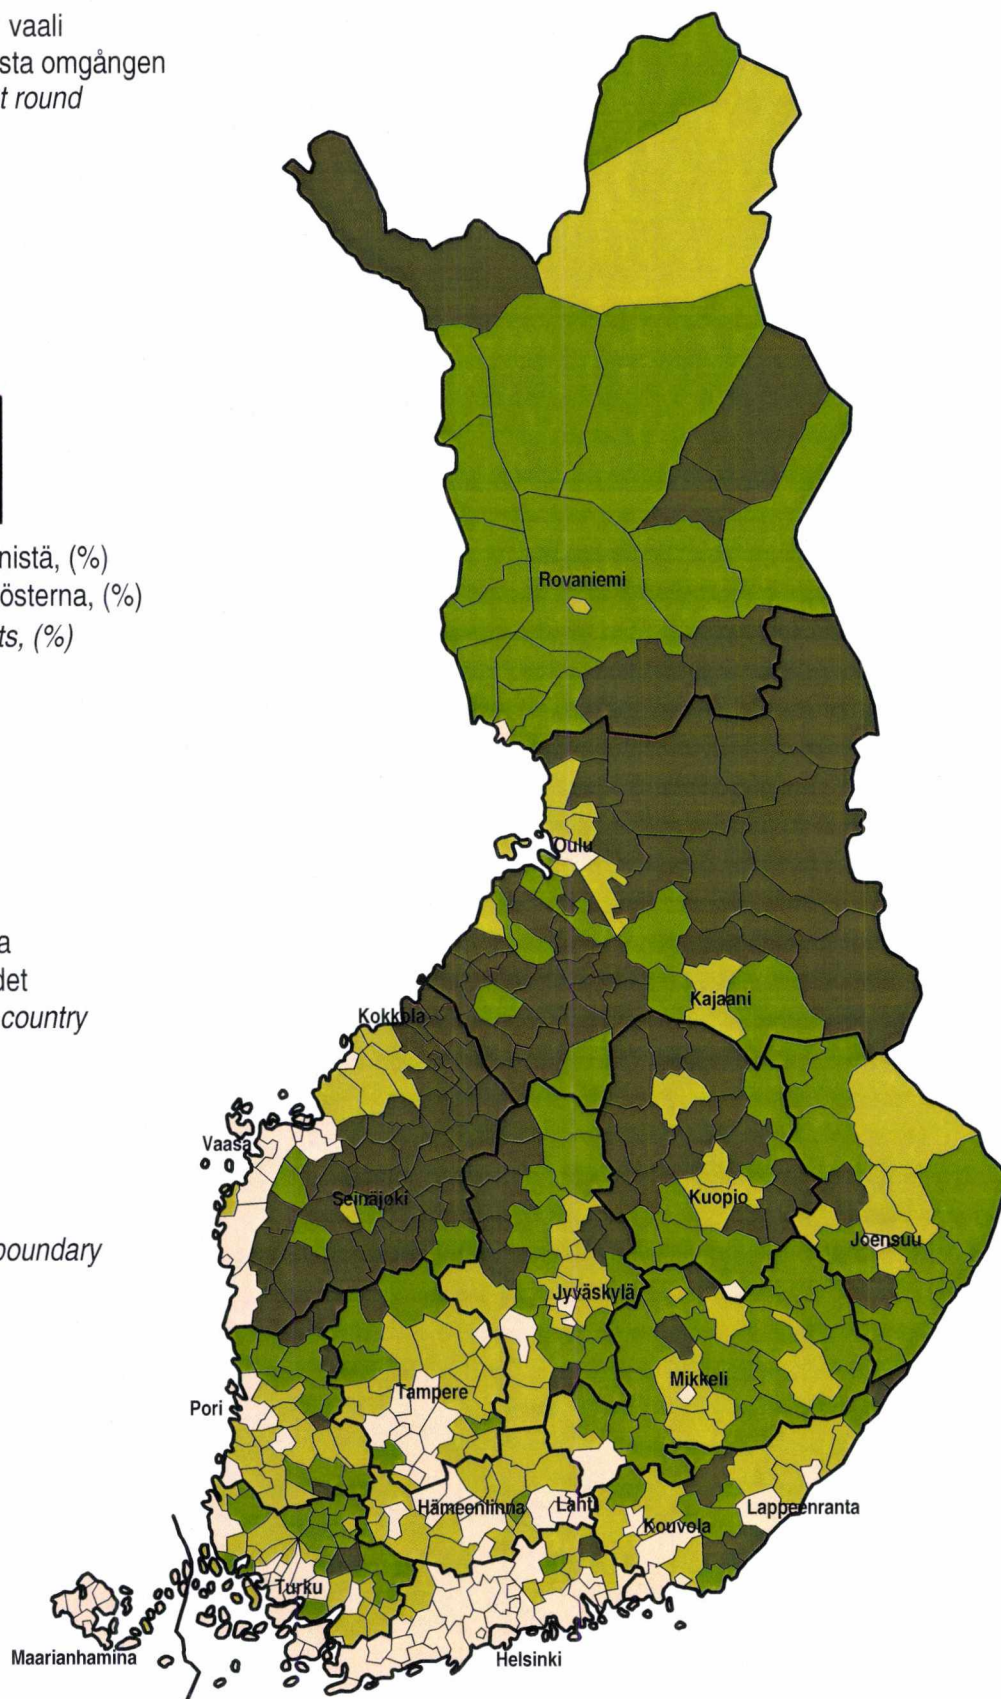 vaali
sta omgången
t round
nistä, (%)
österna, (%)
ts, (%)
a
det
country
boundary
Rovaniemi
Oulu
Kajaani
Kokkola
Vaasa
Seinäjoki
Kuopio
Joensuu
Jyväskylä
Mikkeli
Tampere
Pori
Hämeonlinna
Lahti
Lappeenranta
Kouvola
Turku
Maarianhamina
Helsinki